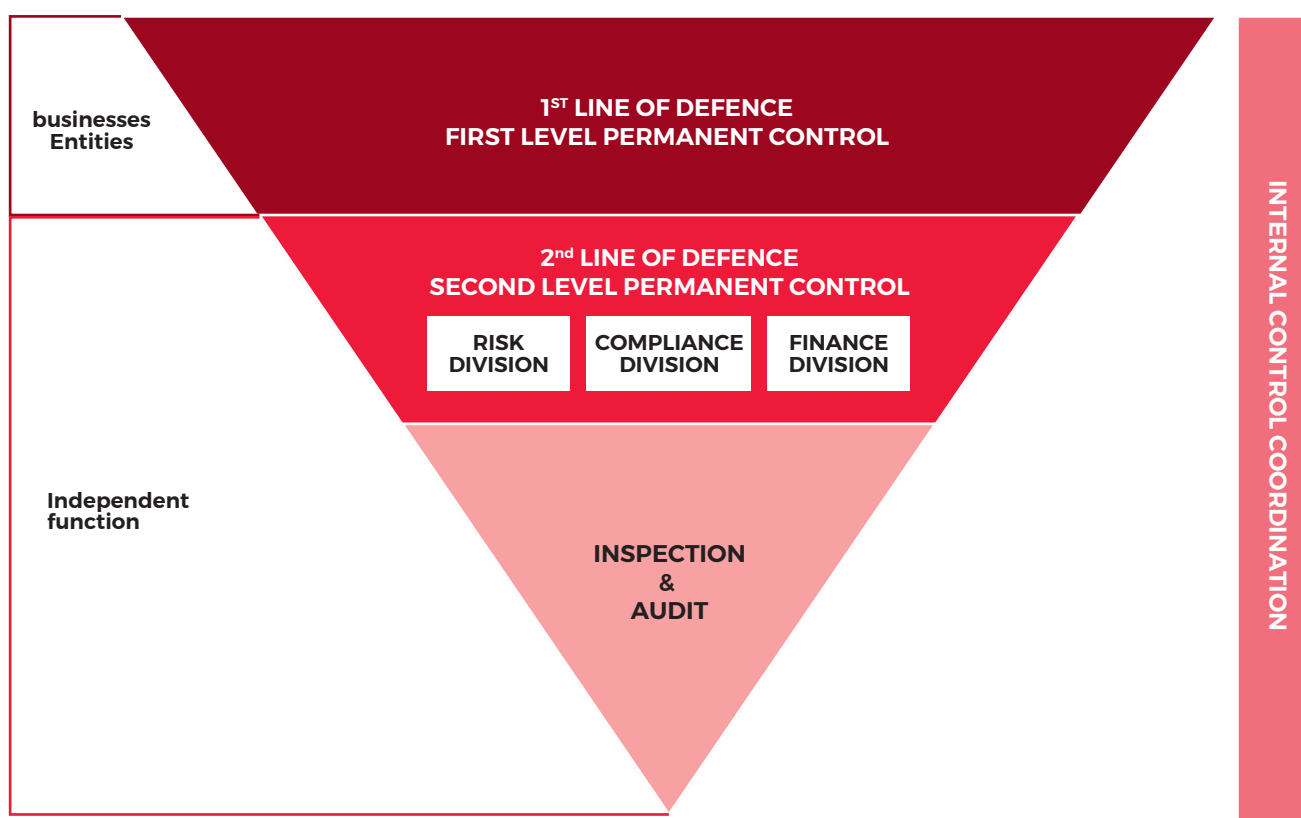 businesses
Entities
1ST LINE OF DEFENCE
FIRST LEVEL PERMANENT CONTROL
2nd LINE OF DEFENCE
SECOND LEVEL PERMANENT CONTROL
RISK
DIVISION
COMPLIANCE
DIVISION
FINANCE
DIVISION
Independent
function
INSPECTION
&
AUDIT
INTERNAL CONTROL COORDINATION